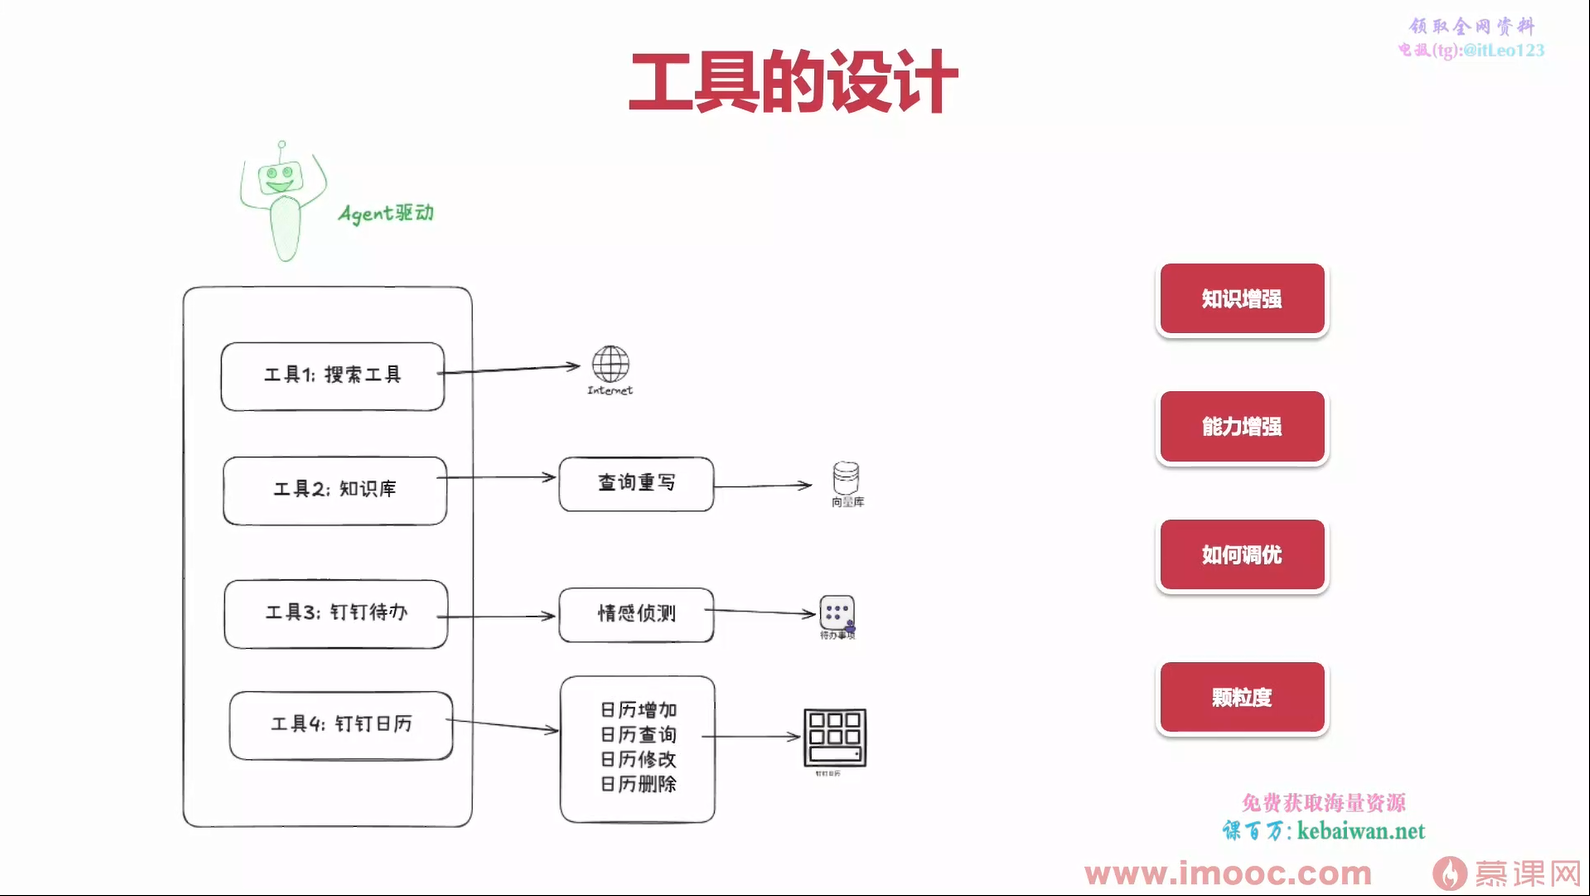 领取全网资料
电报(tg):@itLeo123
工具的设计
Agent驱动
工具1: 搜索工具
Internet
工具2: 知识库
查询重写
向量库
工具3: 钉钉待办
情感侦测
待办事项
工具4: 钉钉日历
日历增加
日历查询
日历修改
日历删除
钉钉日历
知识增强
能力增强
如何调优
颗粒度
免费获取海量资源
课百万: kebaiwan.net
www.imooc.com
慕课网